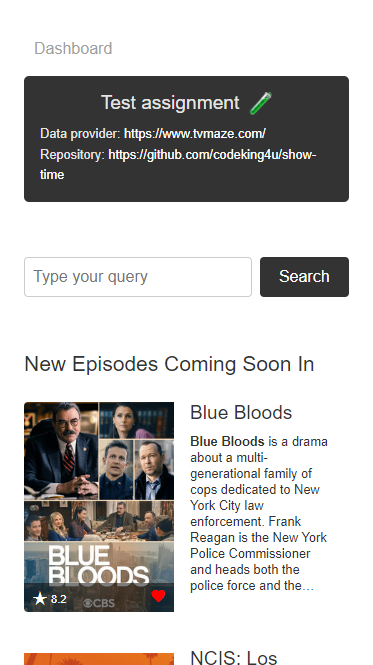 Dashboard
Test assignment
Data provider: https://www.tvmaze.com/
Repository: https://github.com/codeking4u/show-
time
Type your query
Search
New Episodes Coming Soon In
Blue Bloods
Blue Bloods is a drama
about a multi-
generational family of
cops dedicated to New
York City law
enforcement. Frank
Reagan is the New York
Police Commissioner
and heads both the
police force and the…
BLUE
BLOODS
8.2
CBS
NCIS: Los